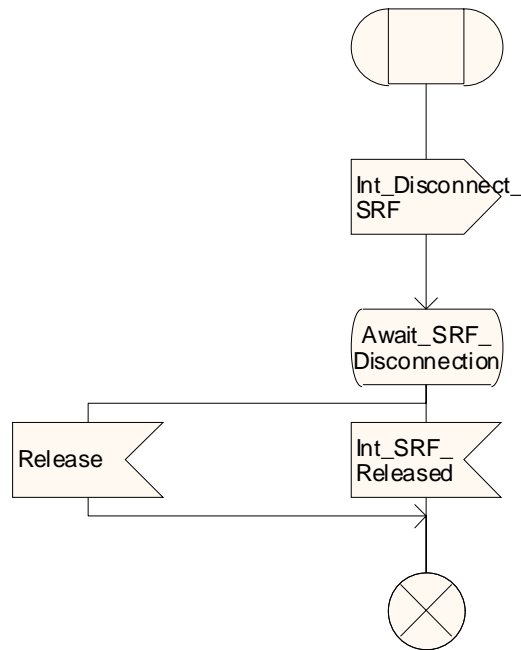 Int_Disconnect_
SRF
Await_SRF_
Disconnection
Release
Int_SRF_
Released